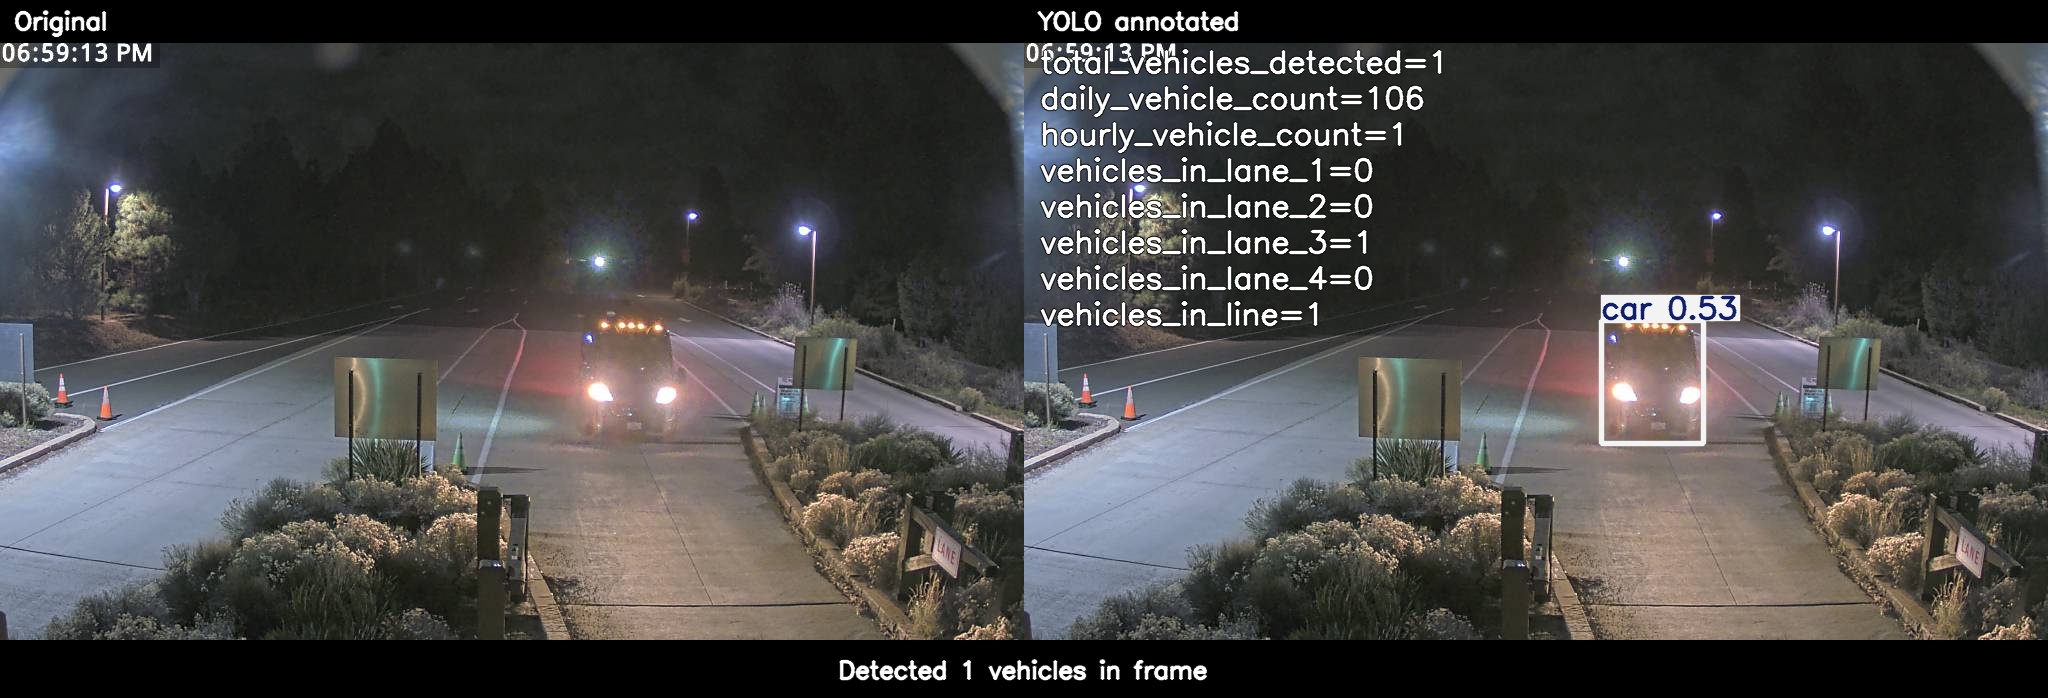 Original
06:59:13 PM
LANE
YOLO annotated
06:59:13 PM
total_vehicles_detected=1
daily_vehicle_count=106
hourly_vehicle_count=1
vehicles_in_lane_1=0
vehicles_in_lane_2=0
vehicles_in_lane_3=1
vehicles_in_lane_4=0
vehicles_in_line=1
car 0.53
LANE
Detected 1 vehicles in frame